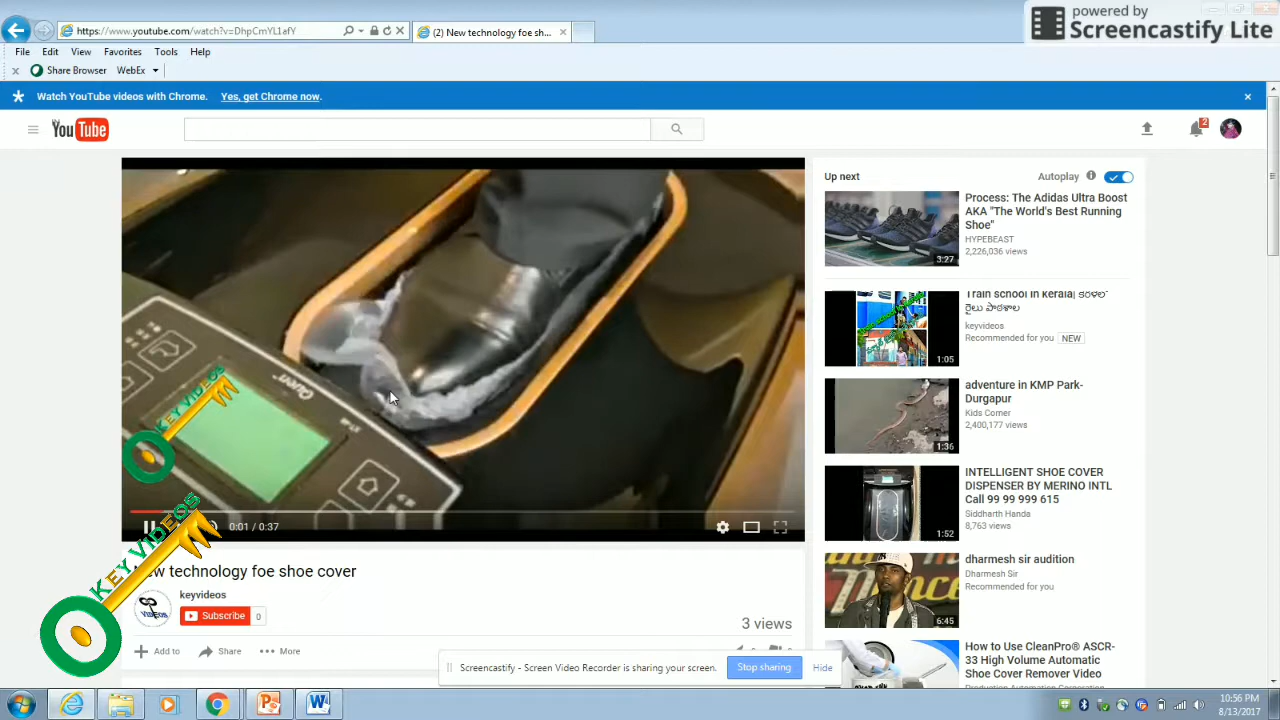 powered by
Screencastify Lite
https://www.youtube.com/watch?v=DhpCmYL1afY
(2) New technology foe sh...
File Edit View Favorites Tools Help
x Share Browser WebEx
Watch YouTube videos with Chrome. Yes, get Chrome now.
IN
YouTube
2
Up next
Autoplay
Process: The Adidas Ultra Boost
AKA "The World's Best Running
Shoe"
HYPEBEAST
2,226,036 views
3:27
Train school in kerala|
keyvideos
Recommended for you NEW
1:05
adventure in KMP Park-
Durgapur
Kids Corner
2,400,177 views
1:36
INTELLIGENT SHOE COVER
DISPENSER BY MERINO INTL
Call 99 99 999 615
Siddharth Handa
8,763 views
1:52
dharmesh sir audition
Dharmesh Sir
Recommended for you
6:45
How to Use CleanPro® ASCR-
33 High Volume Automatic
Shoe Cover Remover Video
KEY VIDEOS
0:01 / 0:37
KEY VIDEOS
technology foe shoe cover
keyvideos
Subscribe 0
3 views
Add to Share More
Screencastify - Screen Video Recorder is sharing your screen. Stop sharing Hide
10:56 PM
8/13/2017